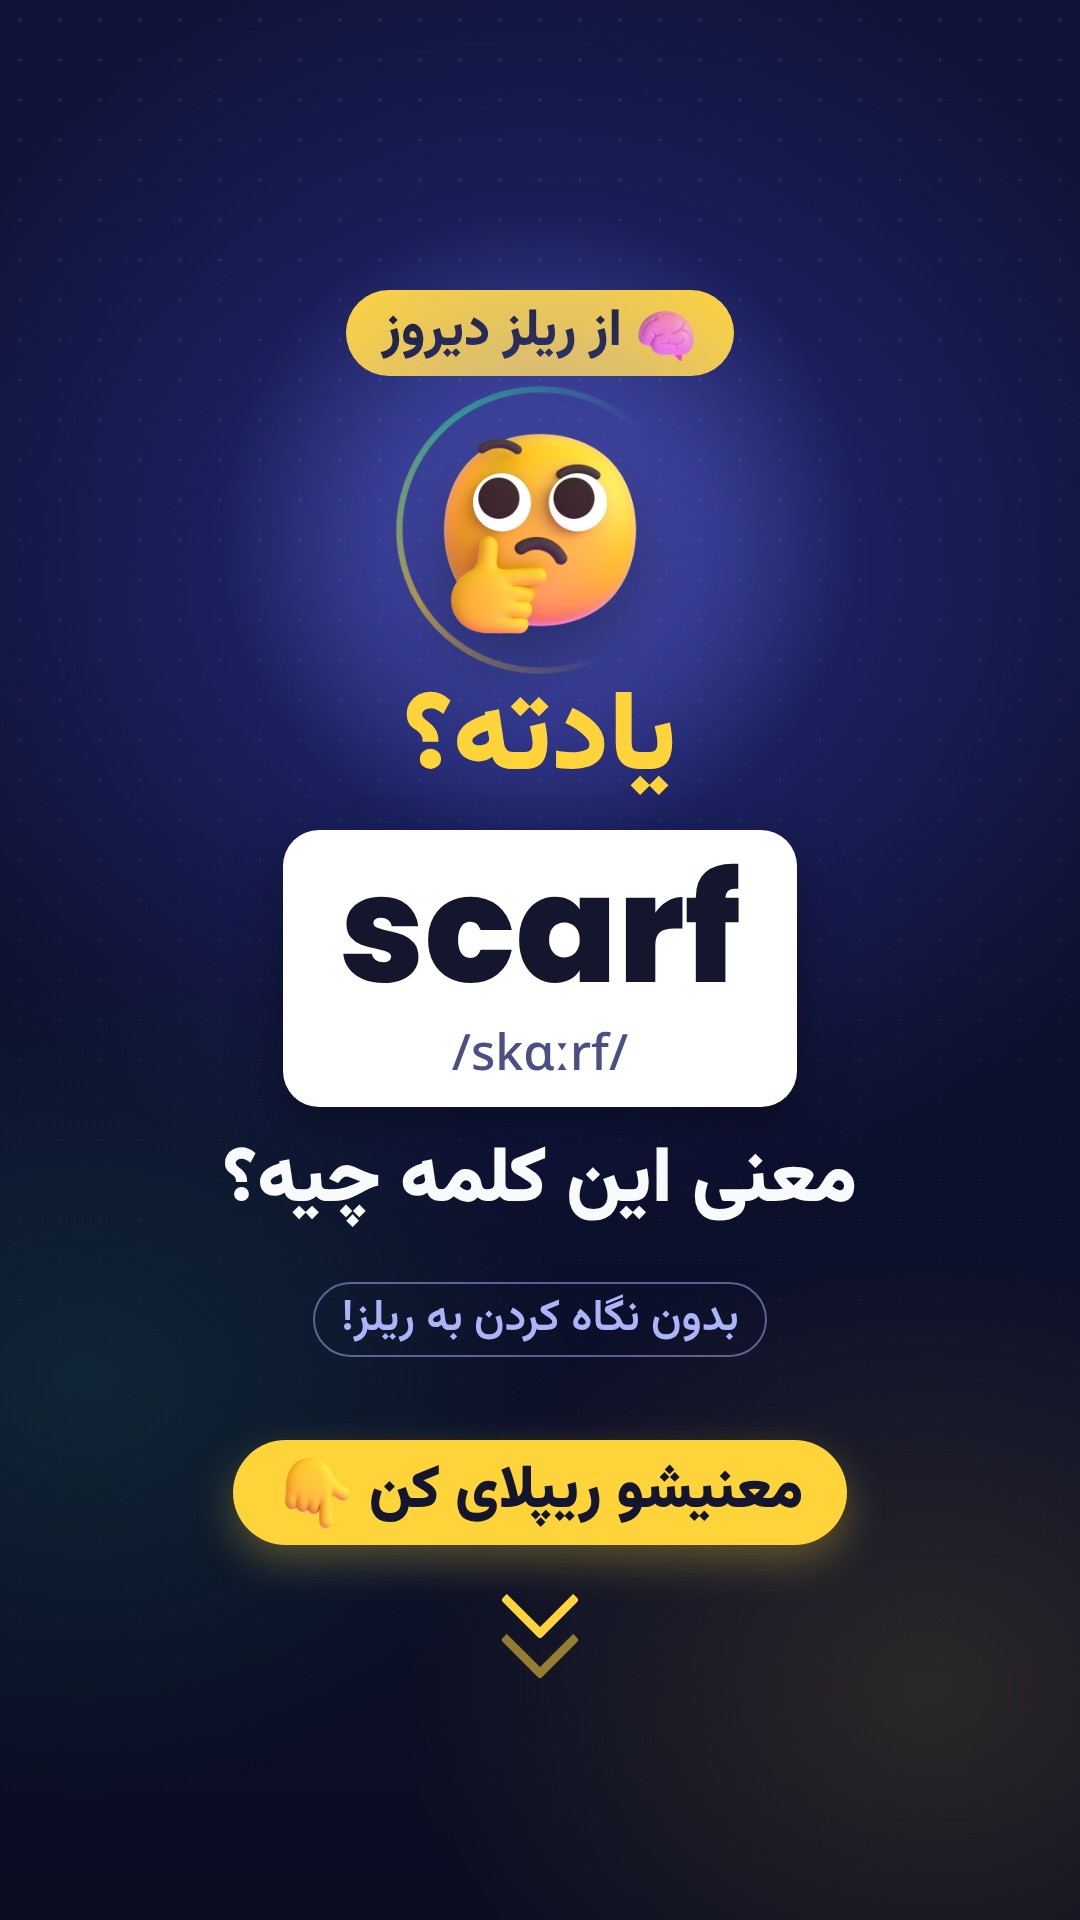 🧠 از ریلز دیروز
یادته؟
scarf
/skɑːrf/
معنی این کلمه چیه؟
بدون نگاه کردن به ریلز!
معنیشو ریپلای کن 👇